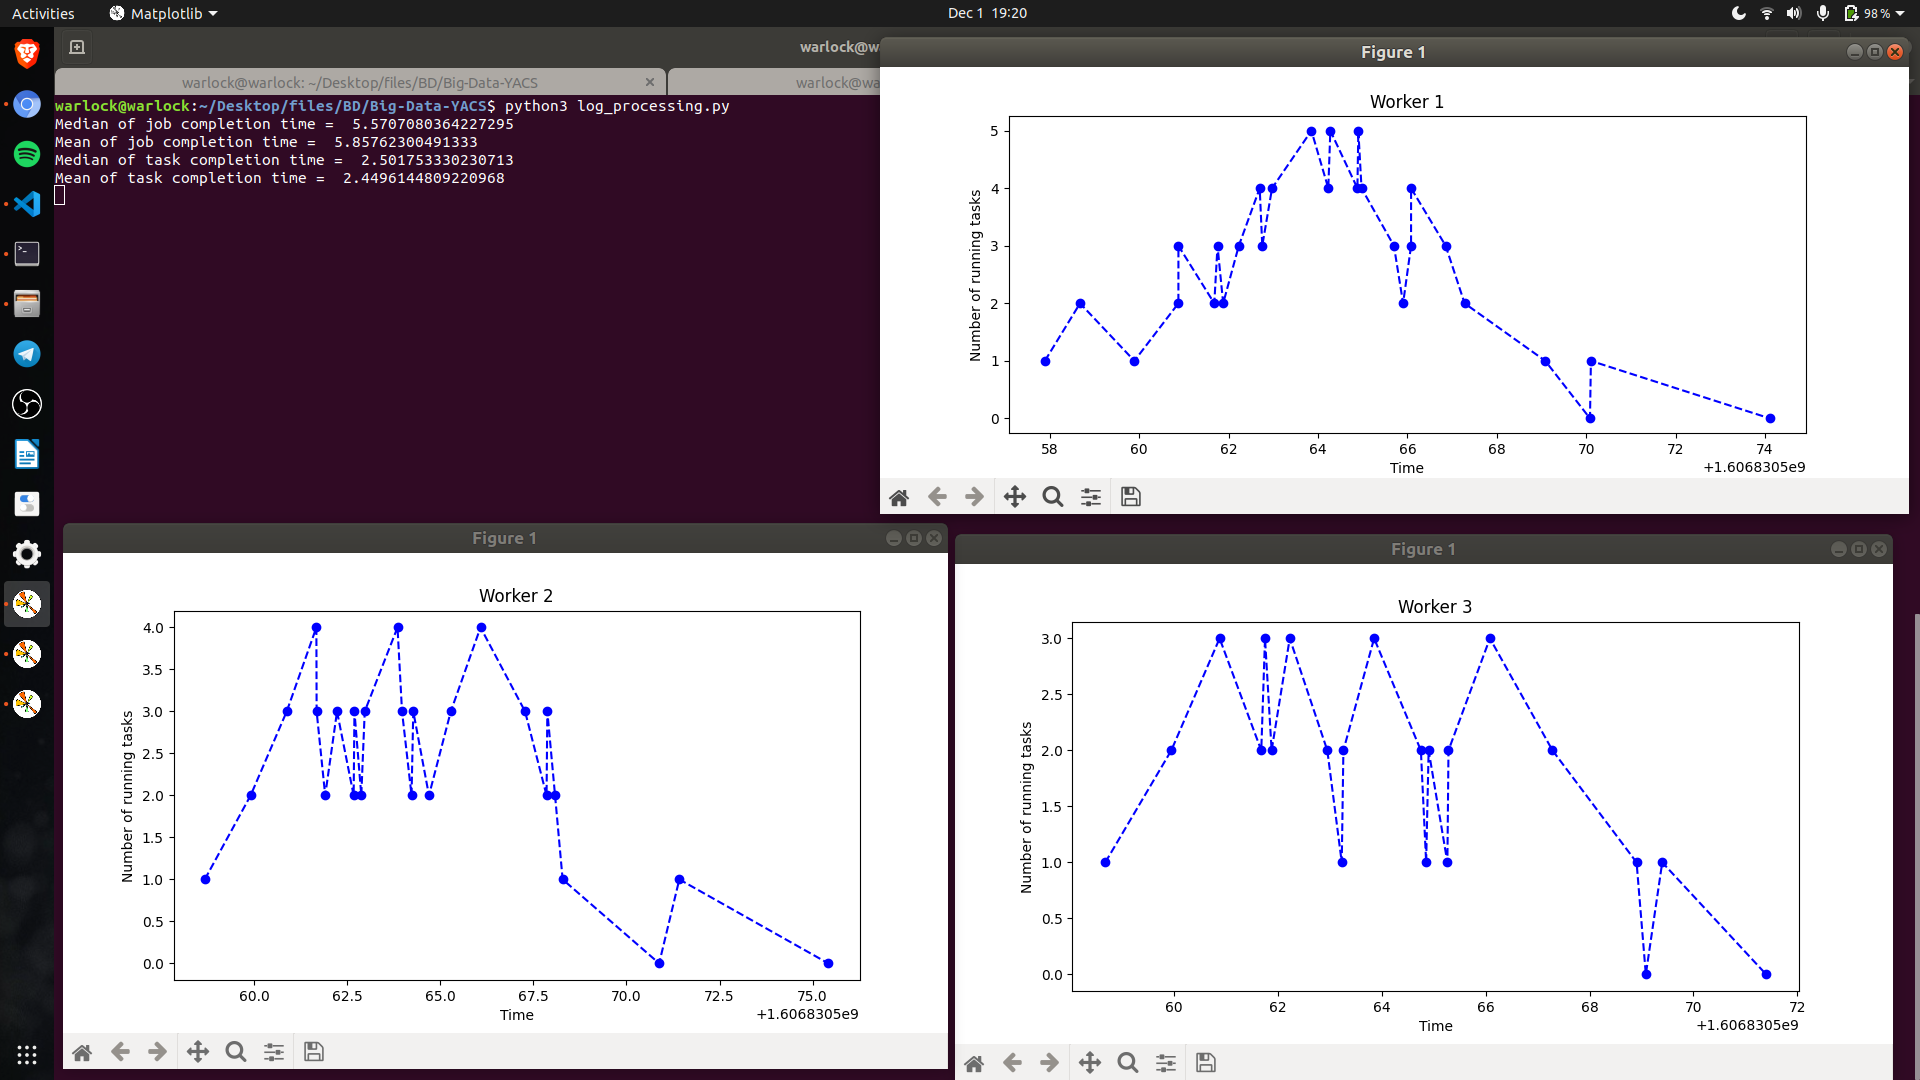 Activities
Matplotlib
Dec 1  19:20
98 %
warlock@w
warlock@warlock: ~/Desktop/files/BD/Big-Data-YACS
warlock@wa
warlock@warlock:~/Desktop/files/BD/Big-Data-YACS$ python3 log_processing.py
Median of job completion time =  5.5707080364227295
Mean of job completion time =  5.85762300491333
Median of task completion time =  2.501753330230713
Mean of task completion time =  2.4496144809220968
Figure 1
Worker 1
Number of running tasks
5
4
3
2
1
0
58 60 62 64 66 68 70 72 74
Time
+1.6068305e9
Figure 1
Worker 2
Number of running tasks
4.0
3.5
3.0
2.5
2.0
1.5
1.0
0.5
0.0
60.0 62.5 65.0 67.5 70.0 72.5 75.0
Time
+1.6068305e9
Figure 1
Worker 3
Number of running tasks
3.0
2.5
2.0
1.5
1.0
0.5
0.0
60 62 64 66 68 70 72
Time
+1.6068305e9